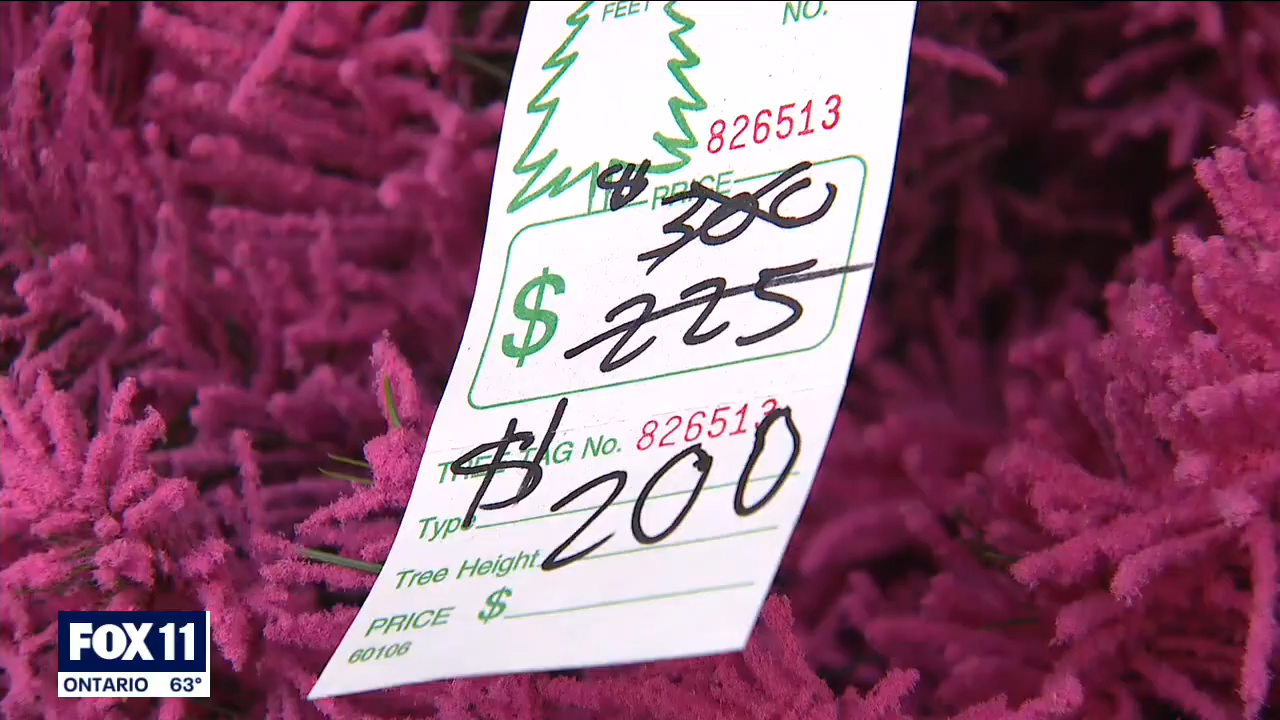 FEET
NO.
826513
PRICE
$ 300
$ 225
TREE TAG No. 826513
$200
Type
Tree Height
PRICE $
60106
FOX 11
ONTARIO 63°